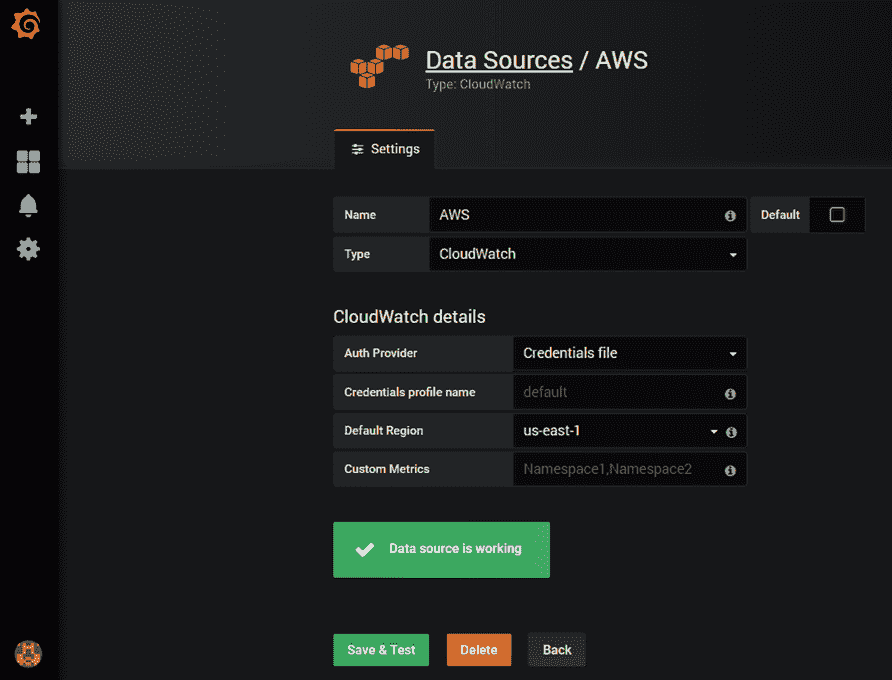 Data Sources / AWS
Type: CloudWatch
Settings
Name AWS Default
Type CloudWatch
CloudWatch details
Auth Provider Credentials file
Credentials profile name default
Default Region us-east-1
Custom Metrics Namespace1,Namespace2
Data source is working
Save & Test Delete Back